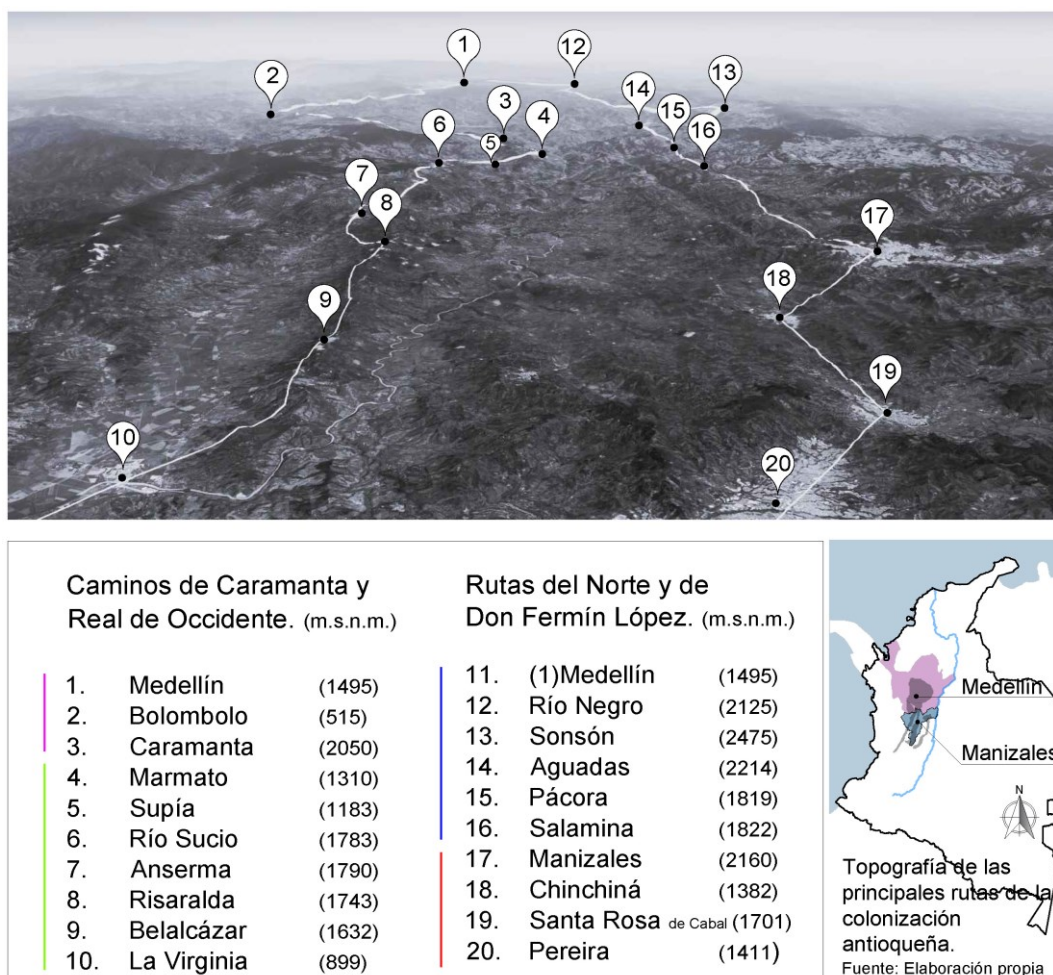 1
12
2
13
14
3
15
4
6
5
16
7
8
17
18
9
19
10
20
Caminos de Caramanta y
Real de Occidente. (m.s.n.m.)
1. Medellín (1495)
2. Bolombolo (515)
3. Caramanta (2050)
4. Marmato (1310)
5. Supía (1183)
6. Río Sucio (1783)
7. Anserma (1790)
8. Risaralda (1743)
9. Belalcázar (1632)
10. La Virginia (899)
Rutas del Norte y de
Don Fermín López. (m.s.n.m.)
11. (1)Medellín (1495)
12. Río Negro (2125)
13. Sonsón (2475)
14. Aguadas (2214)
15. Pácora (1819)
16. Salamina (1822)
17. Manizales (2160)
18. Chinchiná (1382)
19. Santa Rosa de Cabal (1701)
20. Pereira (1411)
Medellín
Manizales
N
Topografía de las
principales rutas de la
colonización
antioqueña.
Fuente: Elaboración propia